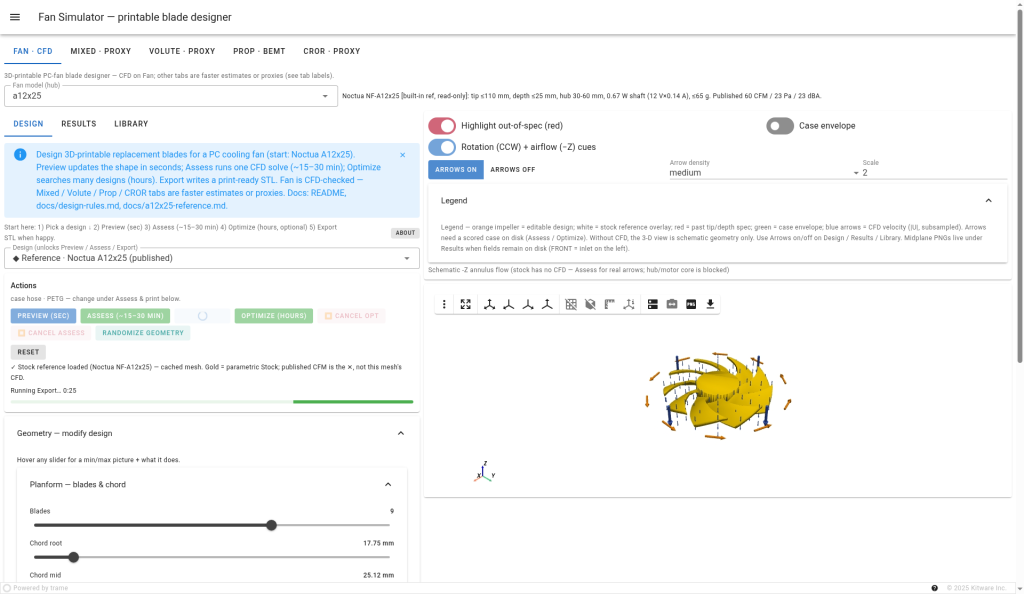 Fan Simulator — printable blade designer
FAN · CFD
MIXED · PROXY
VOLUTE · PROXY
PROP · BEMT
CROR · PROXY
3D-printable PC-fan blade designer — CFD on Fan; other tabs are faster estimates or proxies (see tab labels).
Fan model (hub)
a12x25
Noctua NF-A12x25 [built-in ref, read-only]: tip ≤110 mm, depth ≤25 mm, hub 30-60 mm, 0.67 W shaft (12 V×0.14 A), ≤65 g. Published 60 CFM / 23 Pa / 23 dBA.
DESIGN
RESULTS
LIBRARY
Design 3D-printable replacement blades for a PC cooling fan (start: Noctua A12x25).
Preview updates the shape in seconds; Assess runs one CFD solve (~15–30 min); Optimize
searches many designs (hours). Export writes a print-ready STL. Fan is CFD-checked —
Mixed / Volute / Prop / CROR tabs are faster estimates or proxies. Docs: README,
docs/design-rules.md, docs/a12x25-reference.md.
Start here: 1) Pick a design ↓ 2) Preview (sec) 3) Assess (~15–30 min) 4) Optimize (hours, optional) 5) Export
STL when happy.
ABOUT
Design (unlocks Preview / Assess / Export)
◆ Reference · Noctua A12x25 (published)
Actions
case hose · PETG — change under Assess & print below.
PREVIEW (SEC)
ASSESS (~15–30 MIN)
OPTIMIZE (HOURS)
CANCEL OPT
CANCEL ASSESS
RANDOMIZE GEOMETRY
RESET
✓ Stock reference loaded (Noctua NF-A12x25) — cached mesh. Gold = parametric Stock; published CFM is the ×, not this mesh's
CFD.
Running Export… 0:25
Geometry — modify design
Hover any slider for a min/max picture + what it does.
Planform — blades & chord
Blades
9
Chord root
17.75 mm
Chord mid
25.12 mm
Highlight out-of-spec (red)
Case envelope
Rotation (CCW) + airflow (−Z) cues
ARROWS ON
ARROWS OFF
Arrow density
medium
Scale
2
Legend
Legend — orange impeller = editable design; white = stock reference overlay; red = past tip/depth spec; green = case envelope; blue arrows = CFD velocity (|U|, subsampled). Arrows
need a scored case on disk (Assess / Optimize). Without CFD, the 3-D view is schematic geometry only. Use Arrows on/off on Design / Results / Library. Midplane PNGs live under
Results when fields remain on disk (FRONT = inlet on the left).
Schematic -Z annulus flow (stock has no CFD — Assess for real arrows; hub/motor core is blocked)
PNG
Z
X
Y
Powered by trame
© 2025 Kitware Inc.